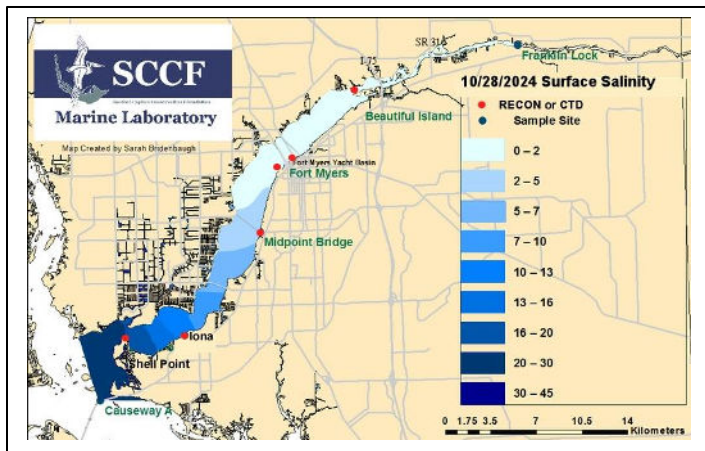 SCCF
Marine Laboratory
Map Created by Sarah Bridenbaugh
SR 31
I-75
Franklin Lock
10/28/2024 Surface Salinity
RECON or CTD
Sample Site
Beautiful Island
Fort Myers Yacht Basin
Fort Myers
Midpoint Bridge
Iona
Shell Point
Causeway A
0 – 2
2 – 5
5 – 7
7 – 10
10 – 13
13 – 16
16 – 20
20 – 30
30 – 45
0 1.75 3.5 7 10.5 14
Kilometers